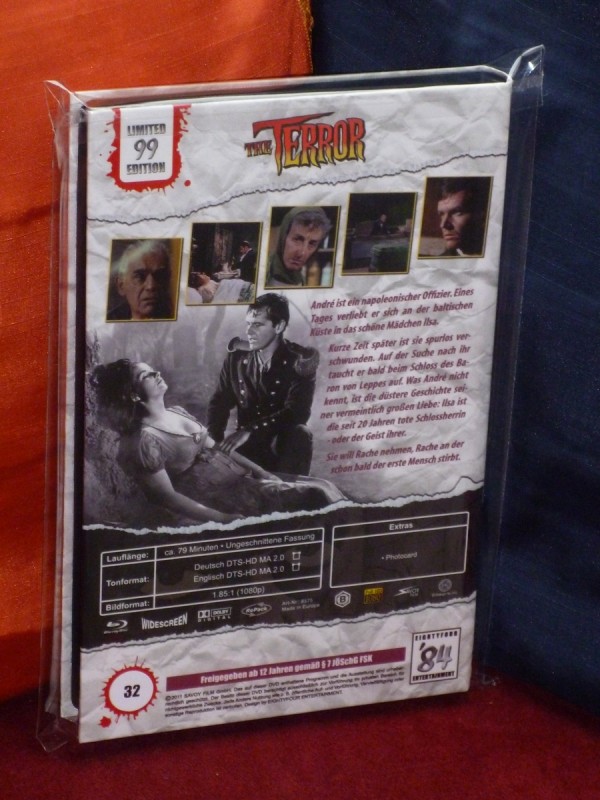 LIMITED
99
EDITION
THE TERROR
André ist ein napoleonischer Offizier. Eines
Tages verliebt er sich an der baltischen
Küste in das schöne Mädchen Ilsa.
Kurze Zeit später ist sie spurlos ver-
schwunden. Auf der Suche nach ihr
taucht er bald beim Schloss des Ba-
ron von Leppes auf. Was André nicht
kennt, ist die düstere Geschichte sei-
ner vermeintlich großen Liebe: Ilsa ist
die seit 20 Jahren tote Schlossherrin
- oder der Geist ihrer.
Sie will Rache nehmen, Rache an der
schon bald der erste Mensch stirbt.
Lauflänge: ca. 79 Minuten • Ungeschnittene Fassung
Tonformat: Deutsch DTS-HD MA 2.0
Englisch DTS-HD MA 2.0
Bildformat: 1.85:1 (1080p)
Extras
• Photocard
Blu-ray
WIDESCREEN
DOLBY
DIGITAL
Made in Europe
B
Freigegeben ab 12 Jahren gemäß § 7 JÖSchG FSK
32
EIGHTYFOUR
'84
ENTERTAINMENT